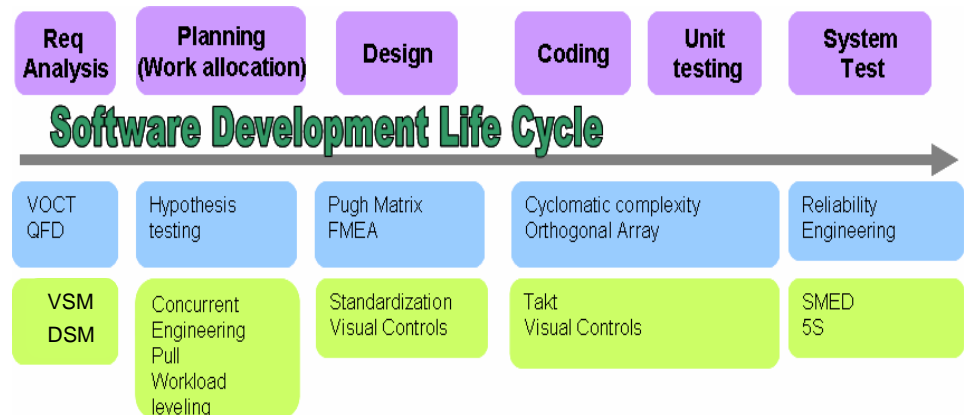 Req
Analysis
Planning
(Work allocation)
Design
Coding
Unit
testing
System
Test
Software Development Life Cycle
VOCT
QFD
Hypothesis
testing
Pugh Matrix
FMEA
Cyclomatic complexity
Orthogonal Array
Reliability
Engineering
VSM
DSM
Concurrent
Engineering
Pull
Workload
leveling
Standardization
Visual Controls
Takt
Visual Controls
SMED
5S